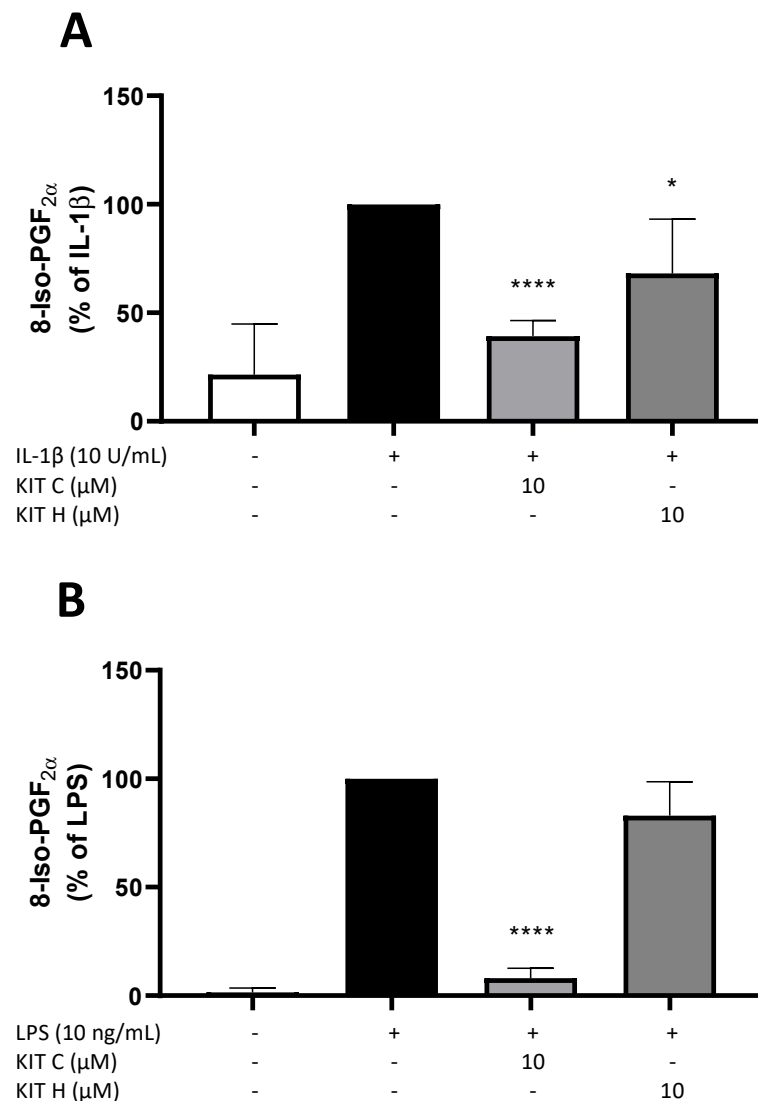 A
150
100
50
0
8-Iso-PGF2α
(% of IL-1β)
****
*
IL-1β (10 U/mL) - + + +
KIT C (μM) - - 10 -
KIT H (μM) - - - 10
B
150
100
50
0
8-Iso-PGF2α
(% of LPS)
****
LPS (10 ng/mL) - + + +
KIT C (μM) - - 10 -
KIT H (μM) - - - 10